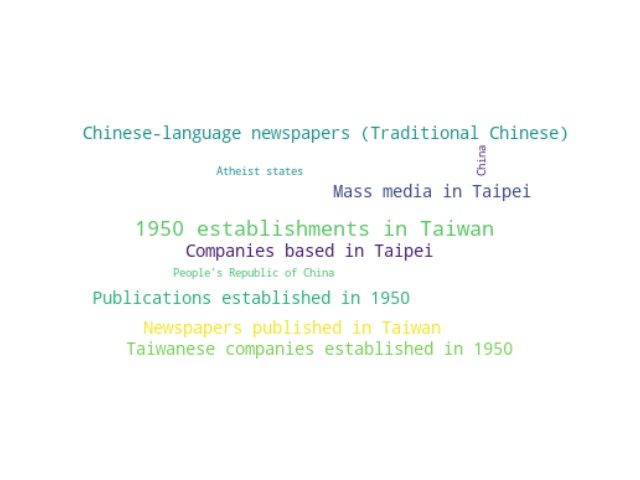 Chinese-language newspapers (Traditional Chinese)
China
Atheist states
Mass media in Taipei
1950 establishments in Taiwan
Companies based in Taipei
People's Republic of China
Publications established in 1950
Newspapers published in Taiwan
Taiwanese companies established in 1950